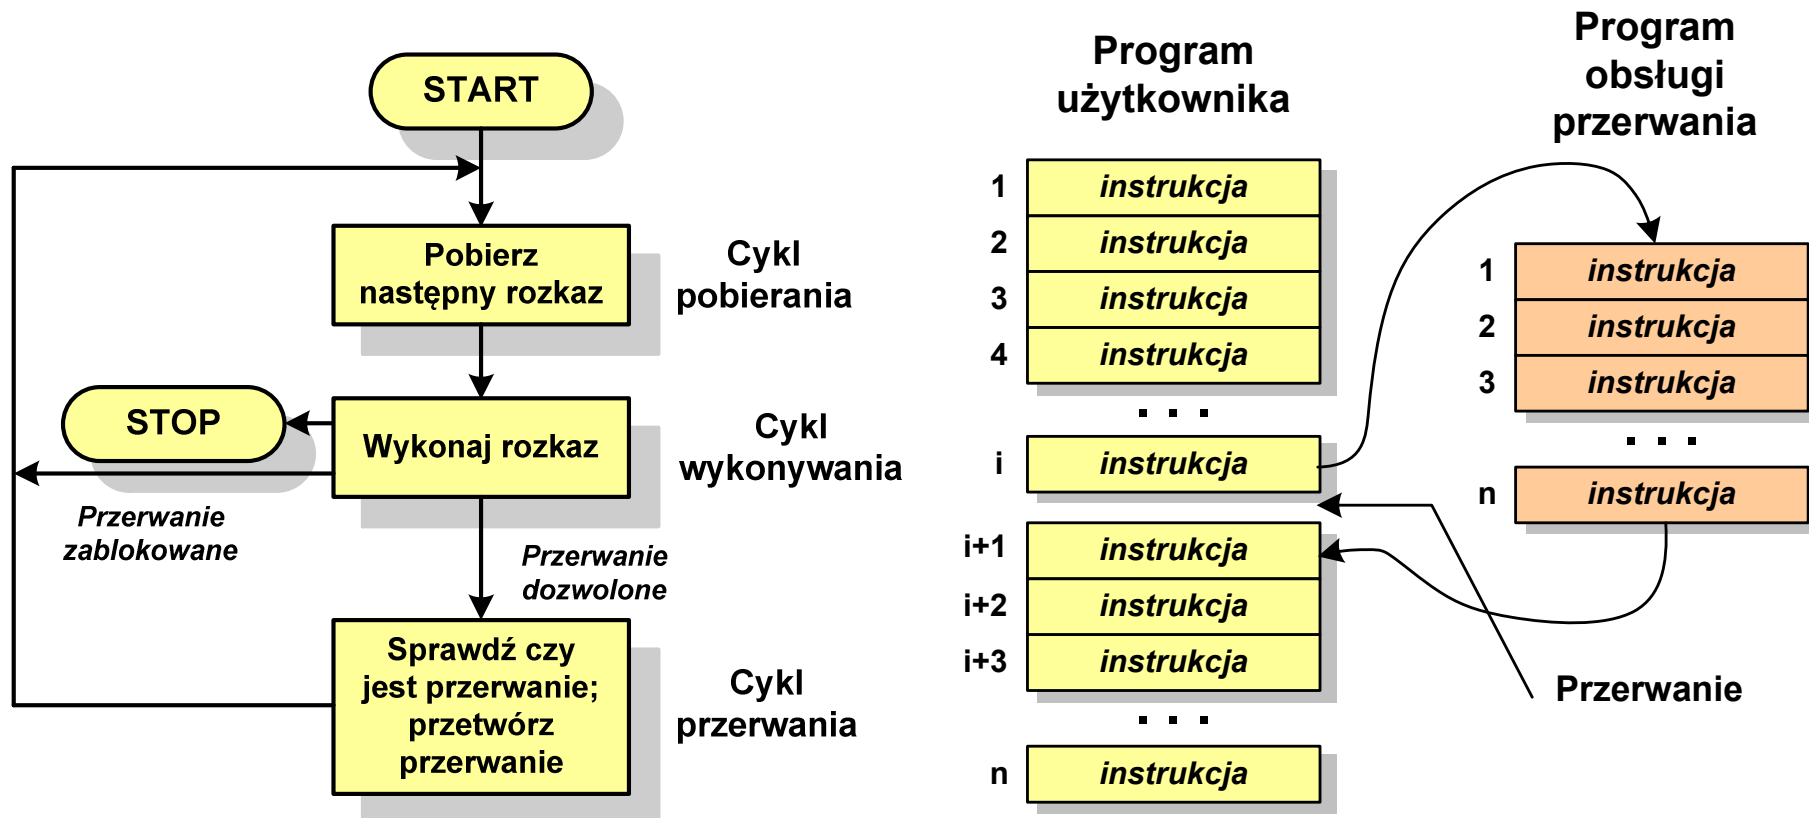 START
Pobierz
następny rozkaz
Cykl
pobierania
STOP
Wykonaj rozkaz
Cykl
wykonywania
Przerwanie
zablokowane
Przerwanie
dozwolone
Sprawdź czy
jest przerwanie;
przetwórz
przerwanie
Cykl
przerwania
Program
użytkownika
1 instrukcja
2 instrukcja
3 instrukcja
4 instrukcja
. . .
i instrukcja
i+1 instrukcja
i+2 instrukcja
i+3 instrukcja
. . .
n instrukcja
Program
obsługi
przerwania
1 instrukcja
2 instrukcja
3 instrukcja
. . .
n instrukcja
Przerwanie